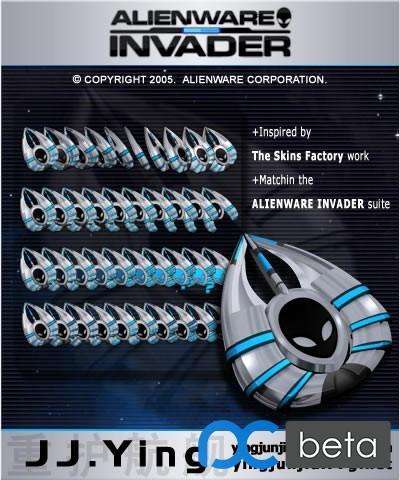 ALIENWARE
INVADER
© COPYRIGHT 2005. ALIENWARE CORPORATION.
+Inspired by
The Skins Factory work
+Matchin the
ALIENWARE INVADER suite
JJ.Ying
PC beta